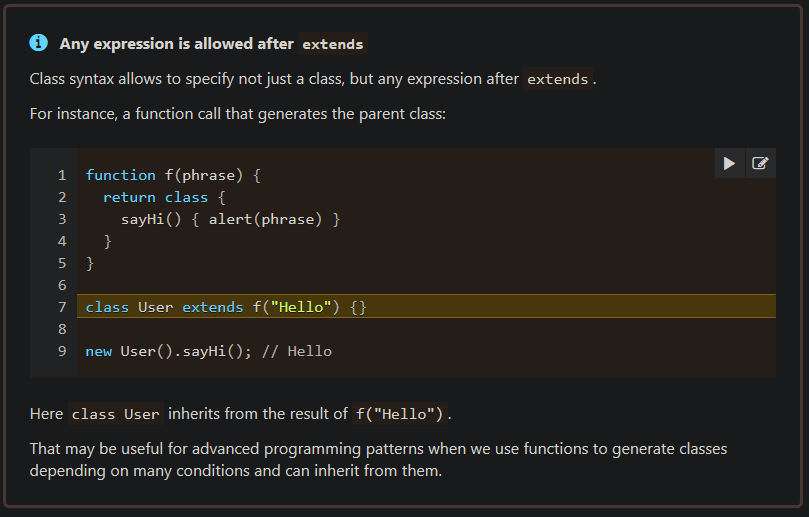 Any expression is allowed after extends
Class syntax allows to specify not just a class, but any expression after extends.
For instance, a function call that generates the parent class:
1 function f(phrase) {
2   return class {
3     sayHi() { alert(phrase) }
4   }
5 }
6
7 class User extends f("Hello") {}
8
9 new User().sayHi(); // Hello
Here class User inherits from the result of f("Hello").
That may be useful for advanced programming patterns when we use functions to generate classes
depending on many conditions and can inherit from them.